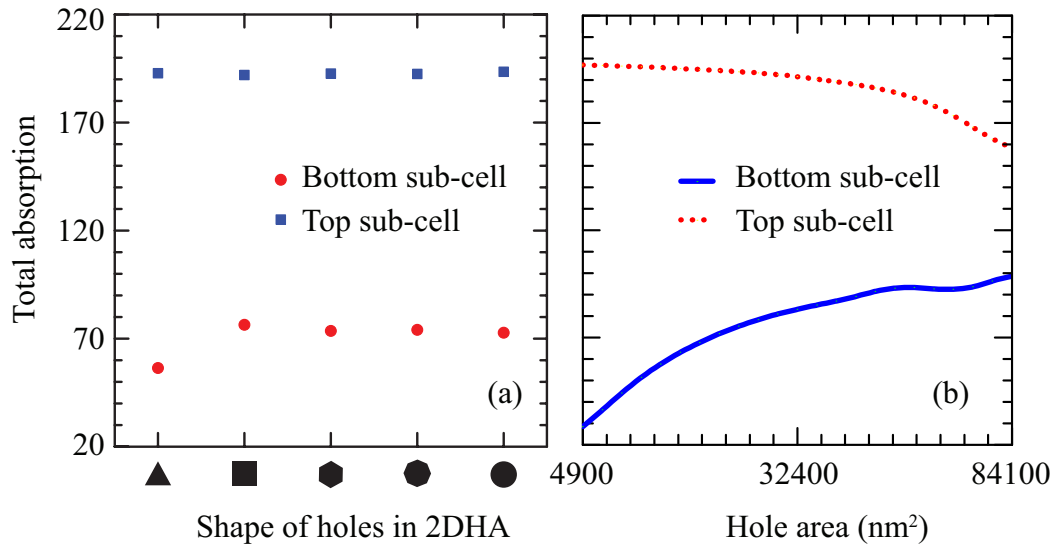 220
170
120
70
20
Total absorption
Bottom sub-cell
Top sub-cell
(a)
Shape of holes in 2DHA
Bottom sub-cell
Top sub-cell
(b)
4900 32400 84100
Hole area (nm²)